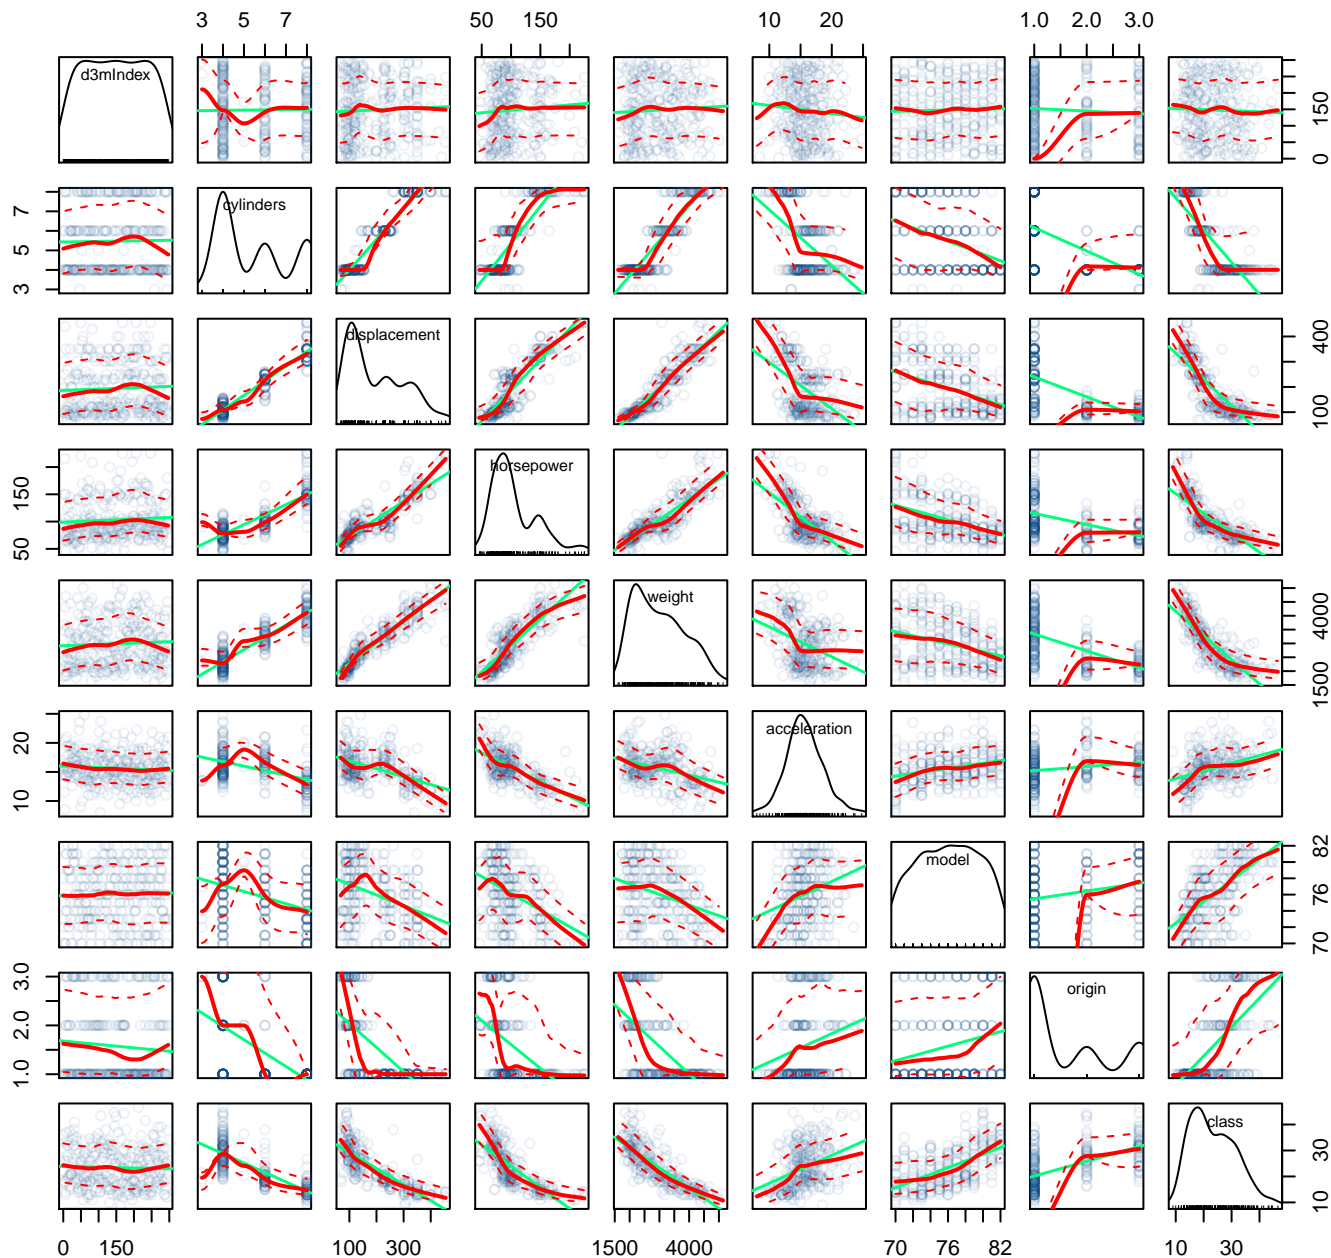 3 5 7 50 150 10 20 1.0 2.0 3.0
d3mIndex 0 150
3 5 7 cylinders
displacement 100 400
50 150 horsepower
weight 1500 4000
10 20 acceleration
model 70 76 82
1.0 2.0 3.0 origin
class 10 30
0 150 100 300 1500 4000 70 76 82 10 30